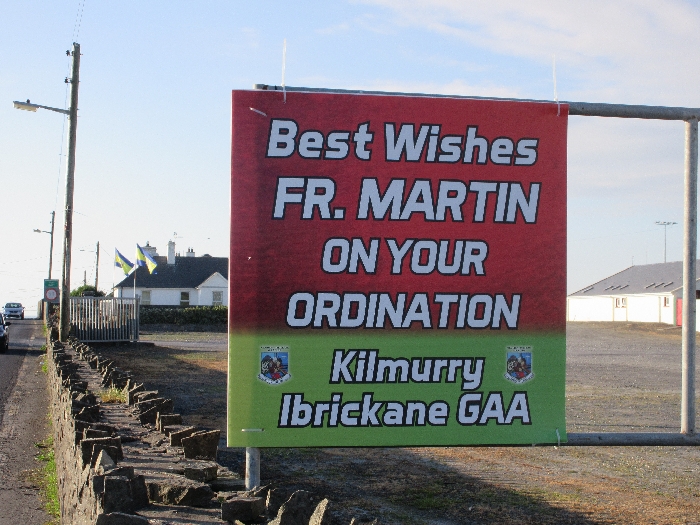 Best Wishes
FR. MARTIN
ON YOUR
ORDINATION
Kilmurry
Ibrickane GAA